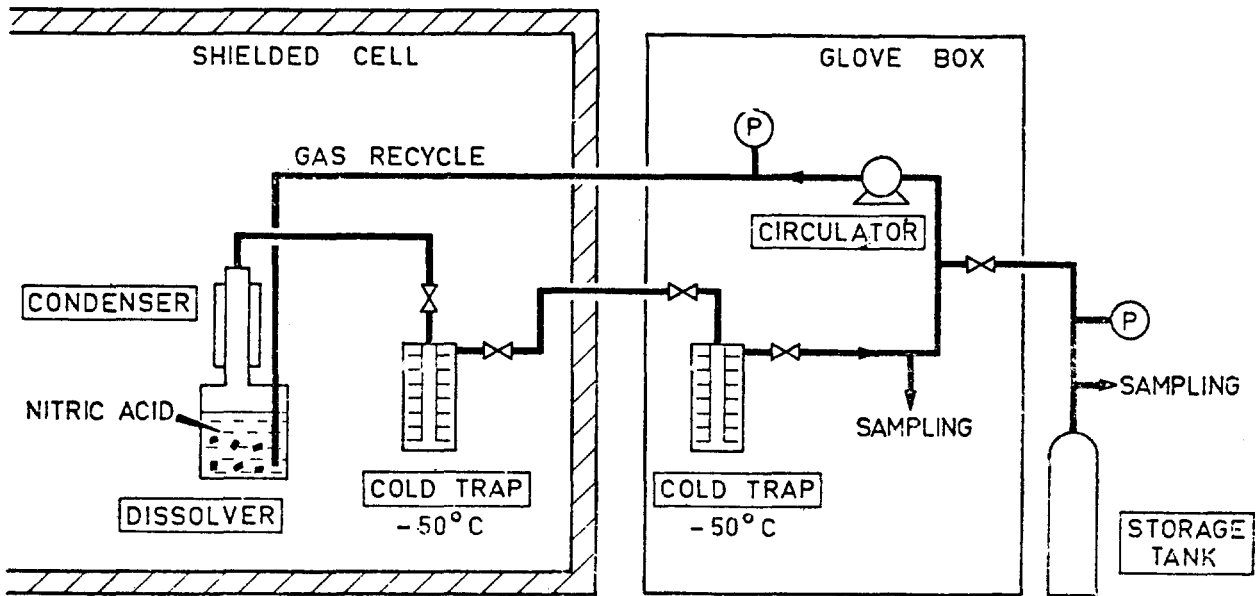 SHIELDED CELL
GLOVE BOX
P
GAS RECYCLE
CIRCULATOR
CONDENSER
P
NITRIC ACID
SAMPLING
SAMPLING
COLD TRAP
-50°C
COLD TRAP
-50°C
DISSOLVER
STORAGE
TANK